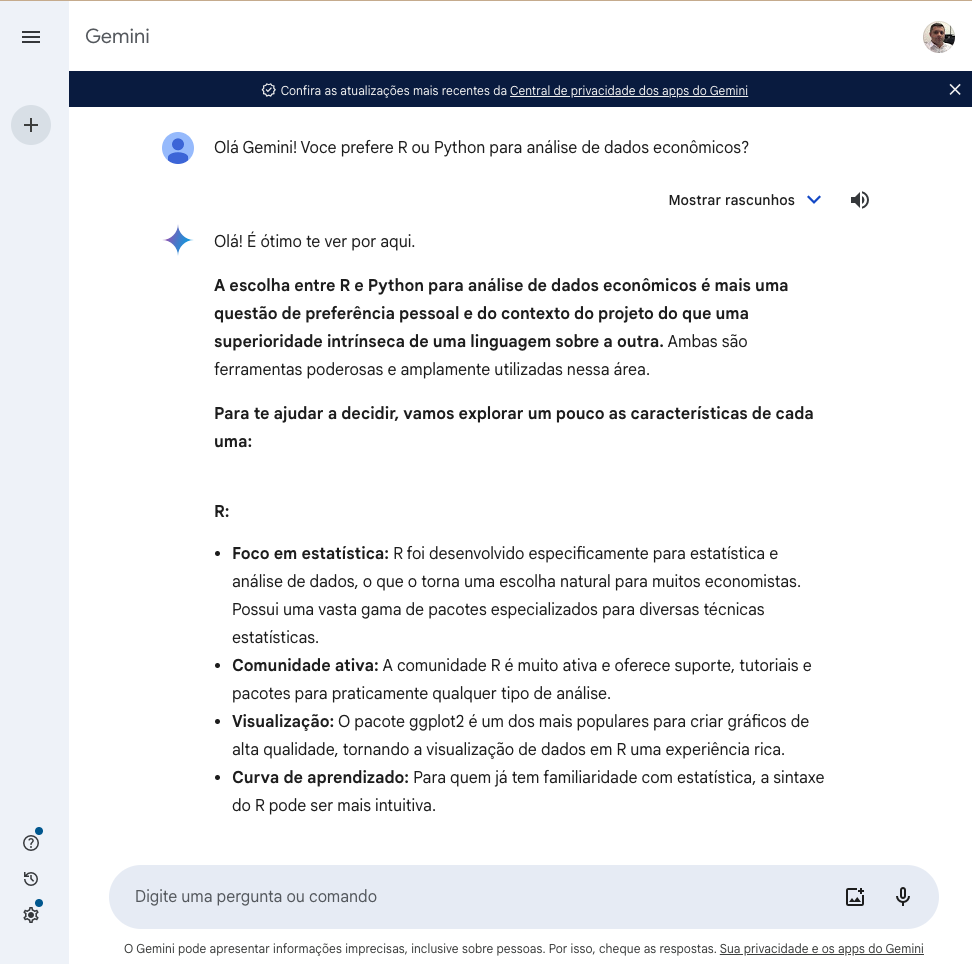 Gemini
Confira as atualizações mais recentes da Central de privacidade dos apps do Gemini
Olá Gemini! Voce prefere R ou Python para análise de dados econômicos?
Mostrar rascunhos
Olá! É ótimo te ver por aqui.
A escolha entre R e Python para análise de dados econômicos é mais uma
questão de preferência pessoal e do contexto do projeto do que uma
superioridade intrínseca de uma linguagem sobre a outra. Ambas são
ferramentas poderosas e amplamente utilizadas nessa área.
Para te ajudar a decidir, vamos explorar um pouco as características de cada
uma:
R:
• Foco em estatística: R foi desenvolvido especificamente para estatística e
análise de dados, o que o torna uma escolha natural para muitos economistas.
Possui uma vasta gama de pacotes especializados para diversas técnicas
estatísticas.
• Comunidade ativa: A comunidade R é muito ativa e oferece suporte, tutoriais e
pacotes para praticamente qualquer tipo de análise.
• Visualização: O pacote ggplot2 é um dos mais populares para criar gráficos de
alta qualidade, tornando a visualização de dados em R uma experiência rica.
• Curva de aprendizado: Para quem já tem familiaridade com estatística, a sintaxe
do R pode ser mais intuitiva.
Digite uma pergunta ou comando
O Gemini pode apresentar informações imprecisas, inclusive sobre pessoas. Por isso, cheque as respostas. Sua privacidade e os apps do Gemini